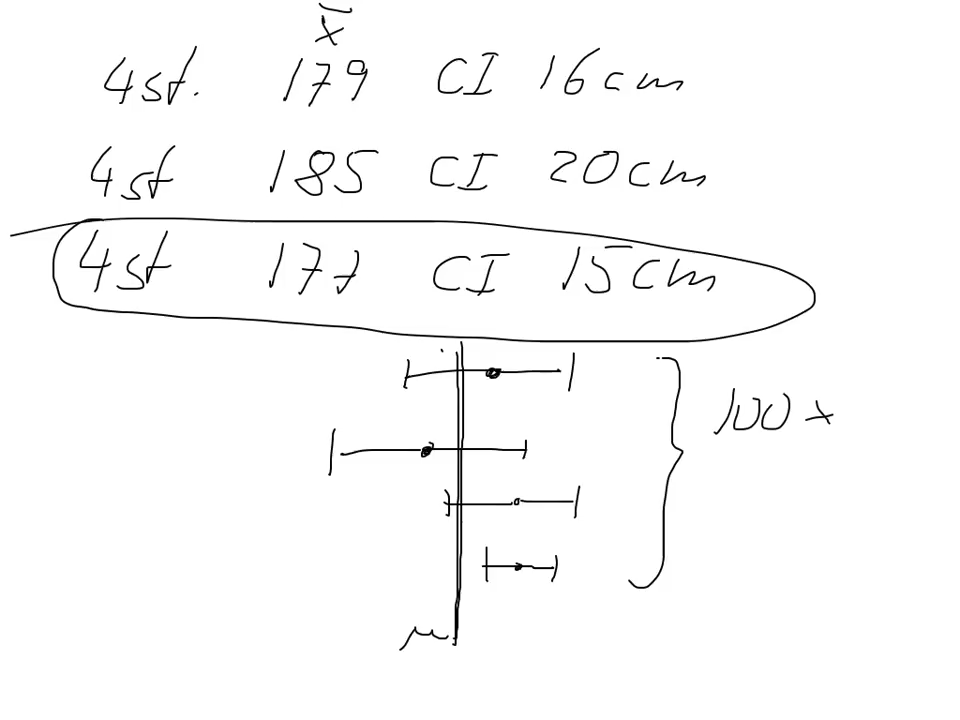 x̄
4st. 179 CI 16cm
4st 185 CI 20cm
4st 177 CI 15cm
100x
μ